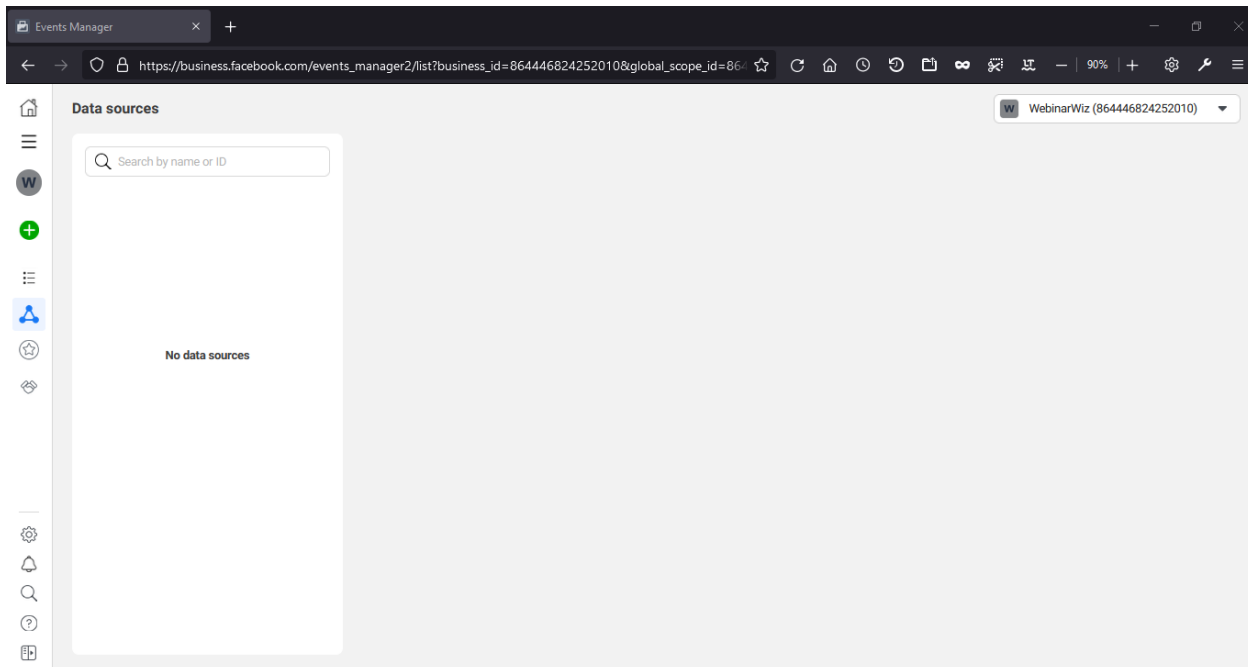 Events Manager
https://business.facebook.com/events_manager2/list?business_id=864446824252010&global_scope_id=864
90%
Data sources
W WebinarWiz (864446824252010)
Search by name or ID
W
No data sources